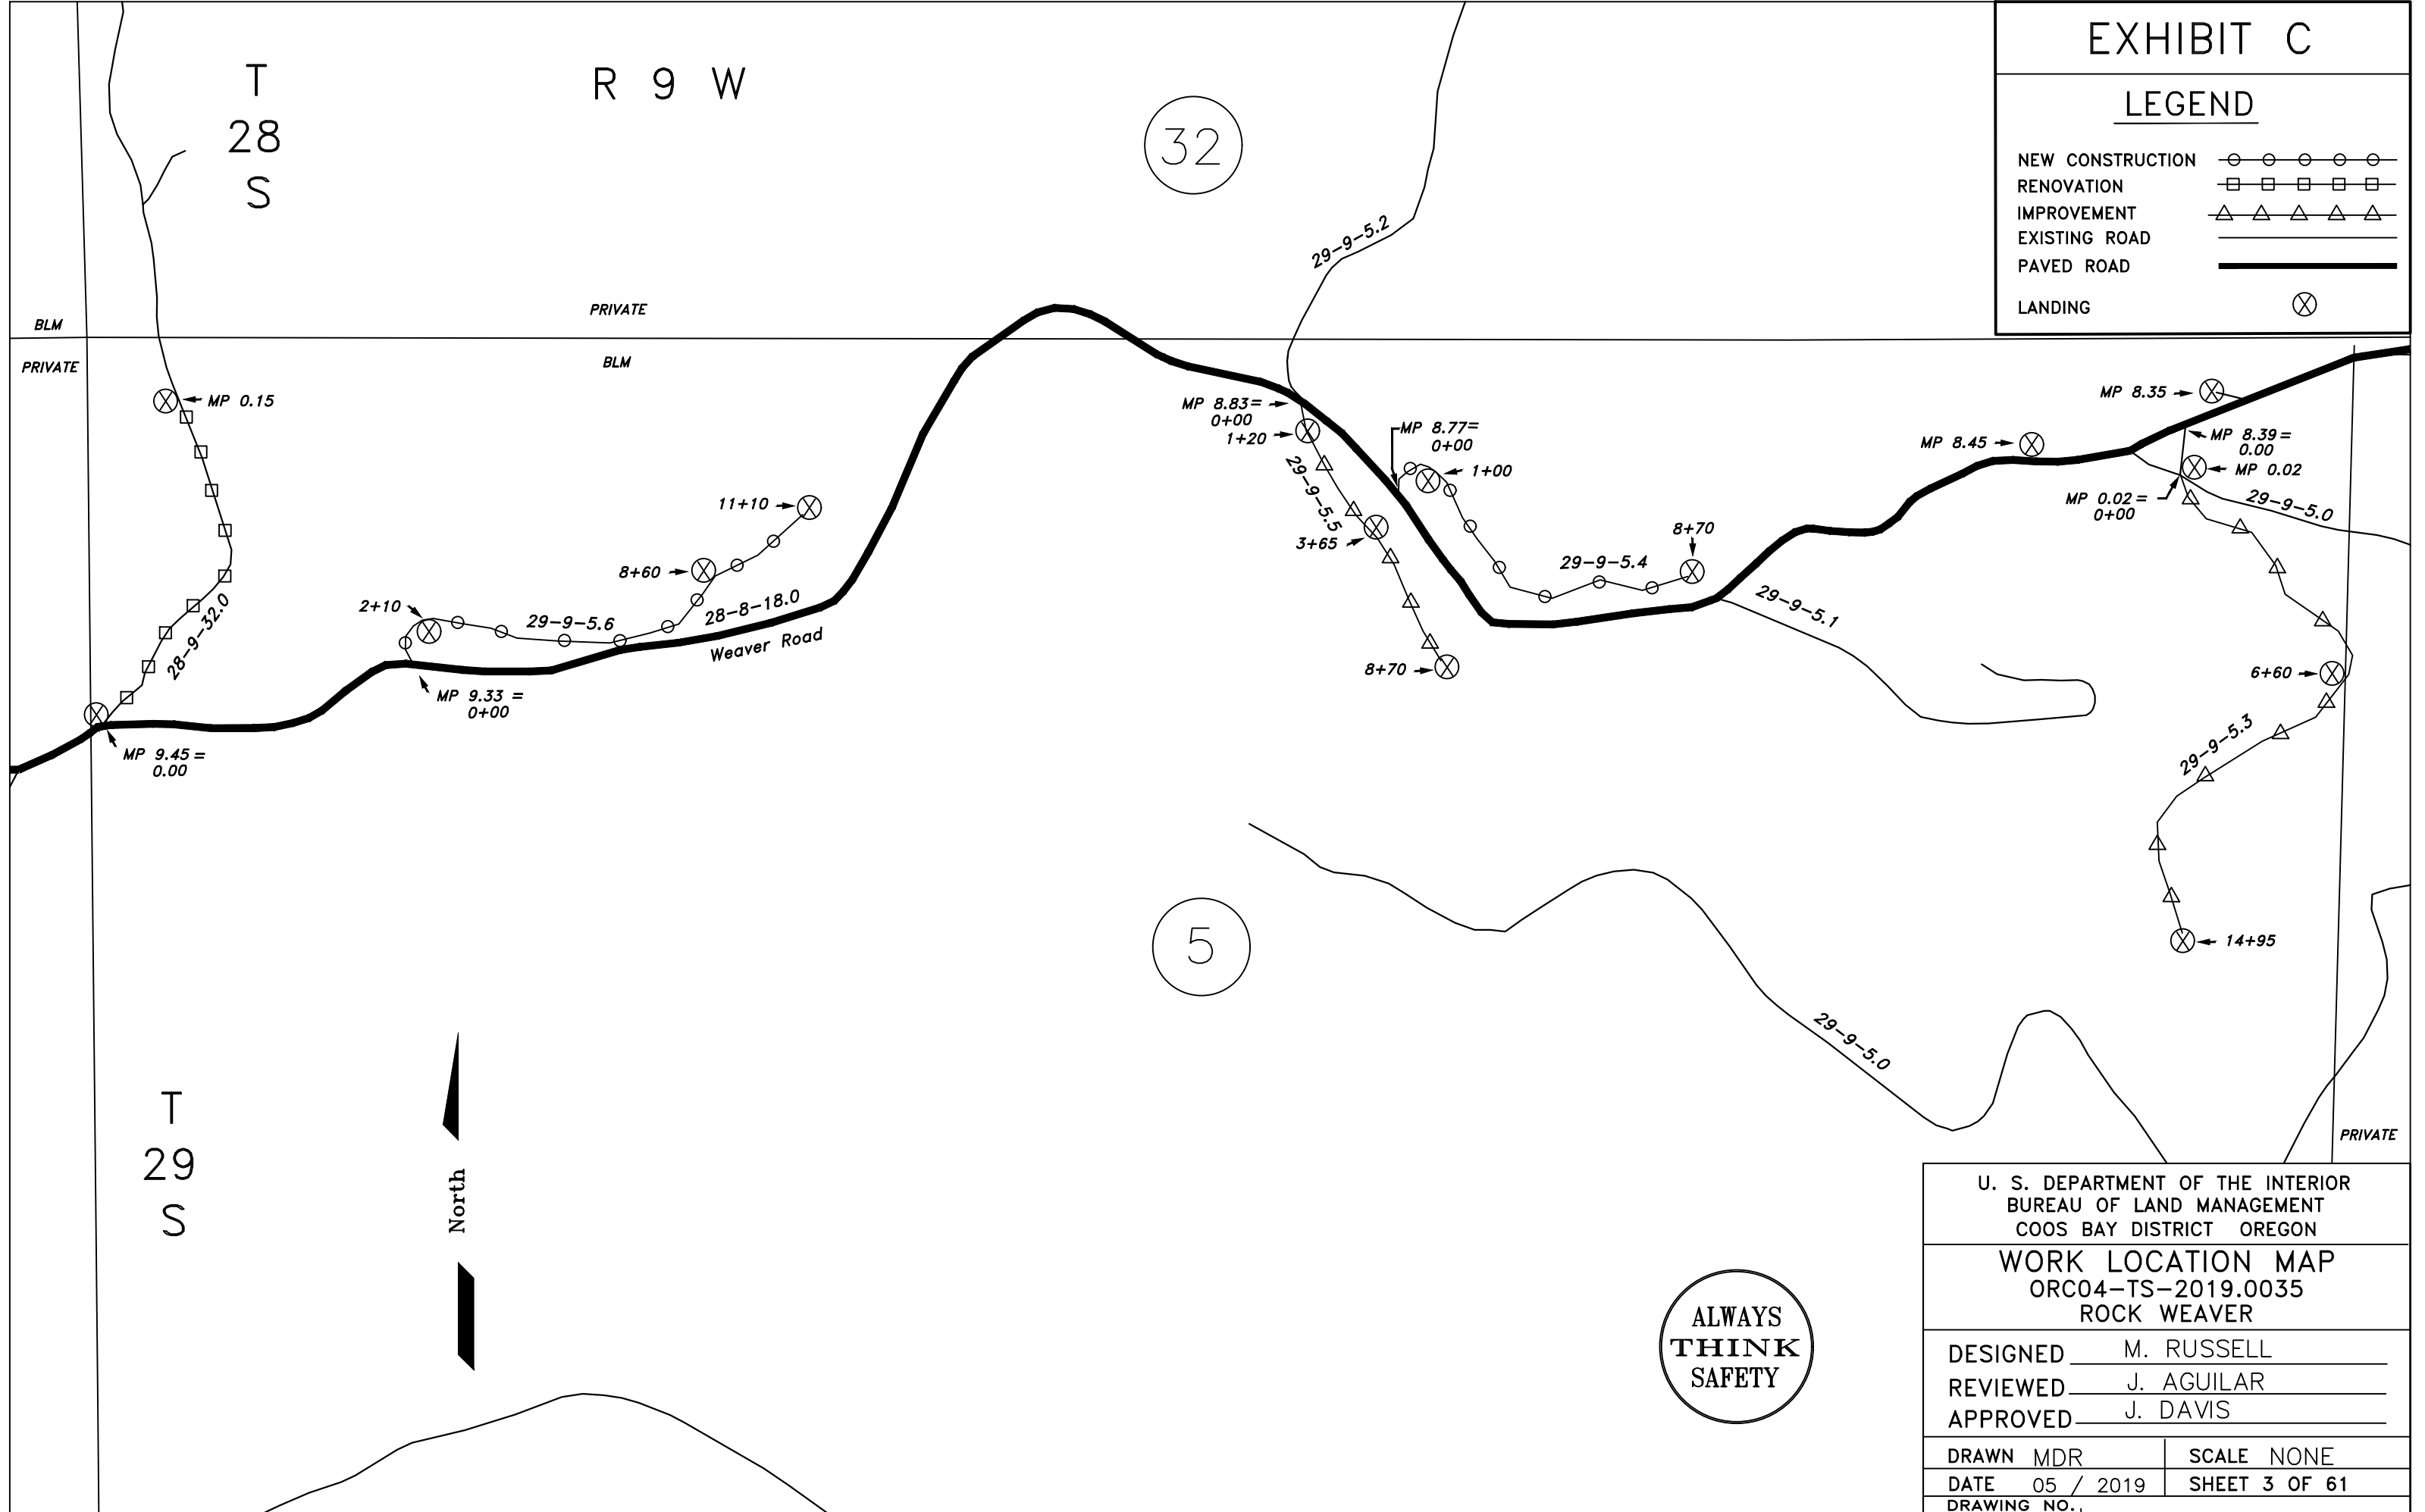 EXHIBIT C
LEGEND
NEW CONSTRUCTION
RENOVATION
IMPROVEMENT
EXISTING ROAD
PAVED ROAD
LANDING
T
28
S
R 9 W
32
29-9-5.2
PRIVATE
BLM
PRIVATE
BLM
MP 0.15
MP 8.83=
0+00
1+20
MP 8.77=
0+00
1+00
MP 8.35
MP 8.45
MP 8.39=
0.00
MP 0.02
MP 0.02=
0+00
29-9-5.0
29-9-5.5
3+65
11+10
8+60
8+70
29-9-5.4
29-9-5.1
2+10
29-9-5.6
28-8-18.0
Weaver Road
28-9-32.0
MP 9.33 =
0+00
8+70
6+60
MP 9.45=
0.00
29-9-5.3
5
14+95
29-9-5.0
T
29
S
North
PRIVATE
ALWAYS
THINK
SAFETY
U. S. DEPARTMENT OF THE INTERIOR
BUREAU OF LAND MANAGEMENT
COOS BAY DISTRICT OREGON
WORK LOCATION MAP
ORC04-TS-2019.0035
ROCK WEAVER
DESIGNED M. RUSSELL
REVIEWED J. AGUILAR
APPROVED J. DAVIS
DRAWN MDR
SCALE NONE
DATE 05 / 2019
SHEET 3 OF 61
DRAWING NO.